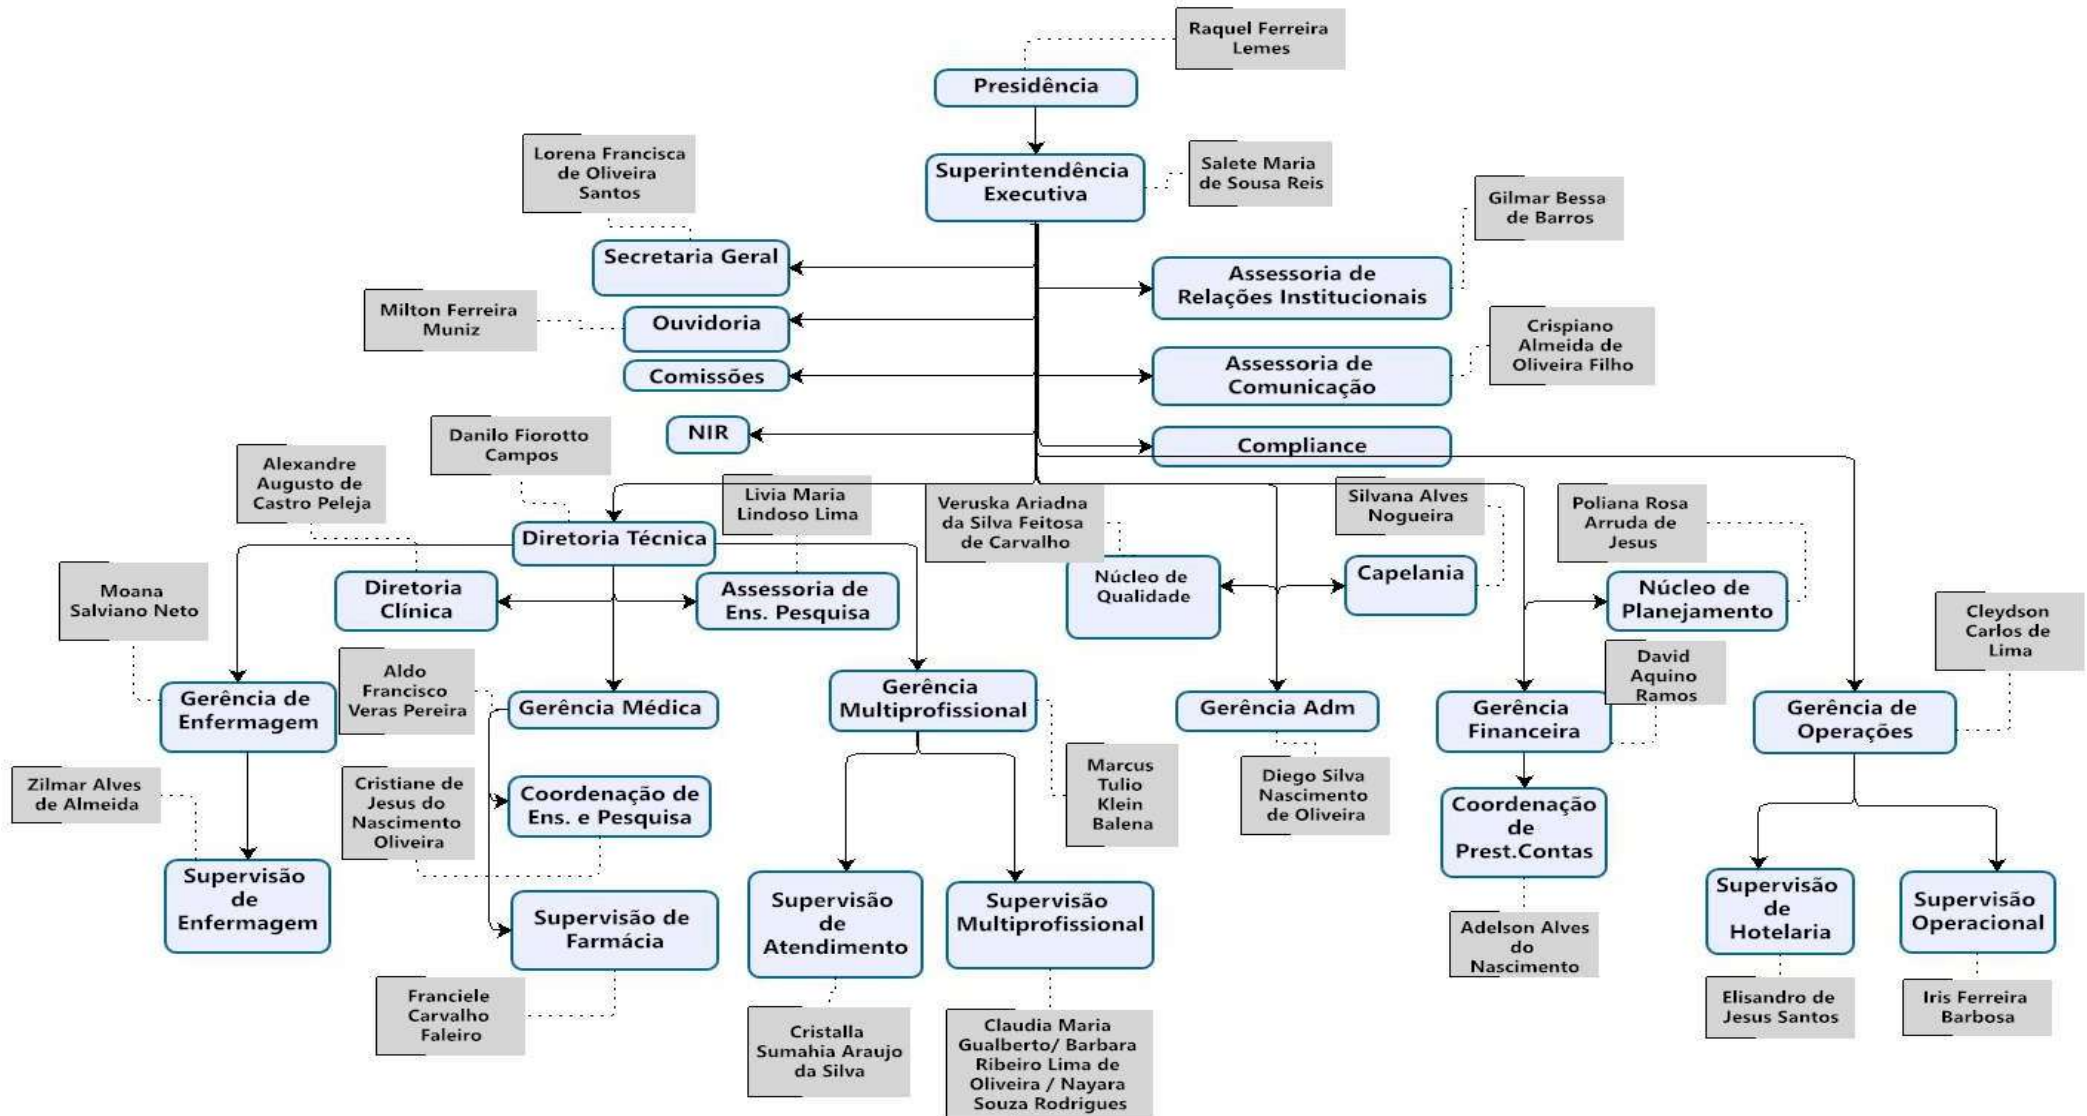 Raquel Ferreira
Lemes
Presidência
Lorena Francisca
de Oliveira
Santos
Superintendência
Executiva
Salete Maria
de Sousa Reis
Gilmar Bessa
de Barros
Secretaria Geral
Assessoria de
Relações Institucionais
Milton Ferreira
Muniz
Ouvidoria
Crispiano
Almeida de
Oliveira Filho
Comissões
Assessoria de
Comunicação
Danilo Fiorotto
Campos
NIR
Compliance
Alexandre
Augusto de
Castro Peleja
Livia Maria
Lindoso Lima
Veruska Ariadna
da Silva Feitosa
de Carvalho
Silvana Alves
Nogueira
Poliana Rosa
Arruda de
Jesus
Diretoria Técnica
Moana
Salviano Neto
Diretoria
Clínica
Assessoria de
Ens. Pesquisa
Núcleo de
Qualidade
Capelania
Núcleo de
Planejamento
Cleydson
Carlos de
Lima
Aldo
Francisco
Veras Pereira
David
Aquino
Ramos
Gerência de
Enfermagem
Gerência Médica
Gerência
Multiprofissional
Gerência Adm
Gerência
Financeira
Gerência de
Operações
Zilmar Alves
de Almeida
Cristiane de
Jesus do
Nascimento
Oliveira
Coordenação de
Ens. e Pesquisa
Marcus
Tulio
Klein
Balena
Diego Silva
Nascimento
de Oliveira
Coordenação
de
Prest.Contas
Supervisão
de
Enfermagem
Supervisão de
Farmácia
Supervisão
de
Atendimento
Supervisão
Multiprofissional
Adelson Alves
do
Nascimento
Supervisão
de
Hotelaria
Supervisão
Operacional
Franciele
Carvalho
Faleiro
Cristalla
Sumahia Araujo
da Silva
Claudia Maria
Gualberto/ Barbara
Ribeiro Lima de
Oliveira / Nayara
Souza Rodrigues
Elisandro de
Jesus Santos
Iris Ferreira
Barbosa